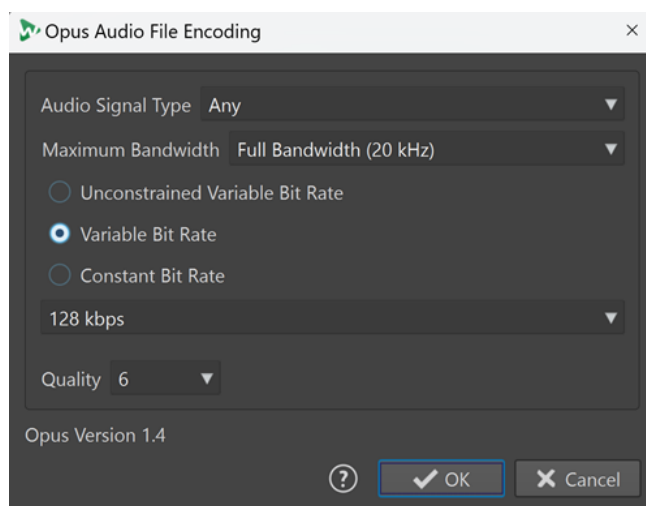 Opus Audio File Encoding
Audio Signal Type Any
Maximum Bandwidth Full Bandwidth (20 kHz)
Unconstrained Variable Bit Rate
Variable Bit Rate
Constant Bit Rate
128 kbps
Quality 6
Opus Version 1.4
? OK Cancel